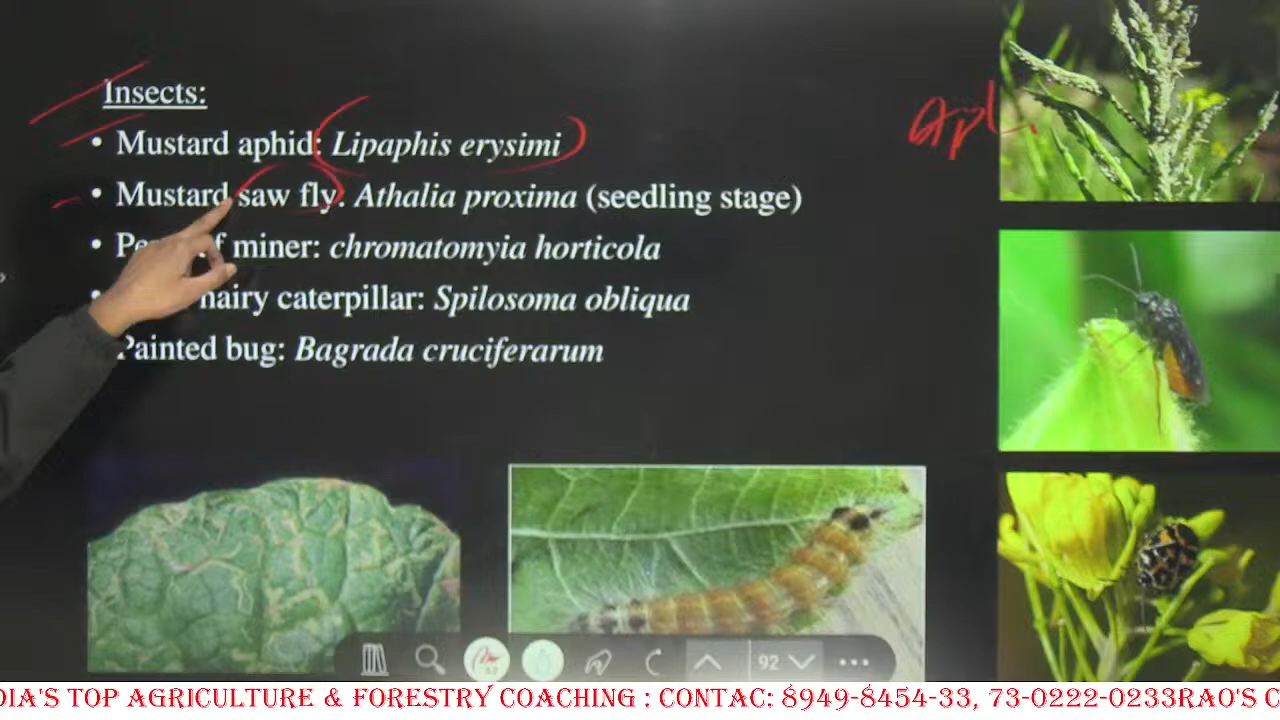 Insects:
• Mustard aphid: Lipaphis erysimi
apl
• Mustard saw fly: Athalia proxima (seedling stage)
• miner: chromatomyia horticola
hairy caterpillar: Spilosoma obliqua
Painted bug: Bagrada cruciferarum
92
DIA'S TOP AGRICULTURE & FORESTRY COACHING : CONTAC: 8949-8454-33, 73-0222-0233RAO'S C